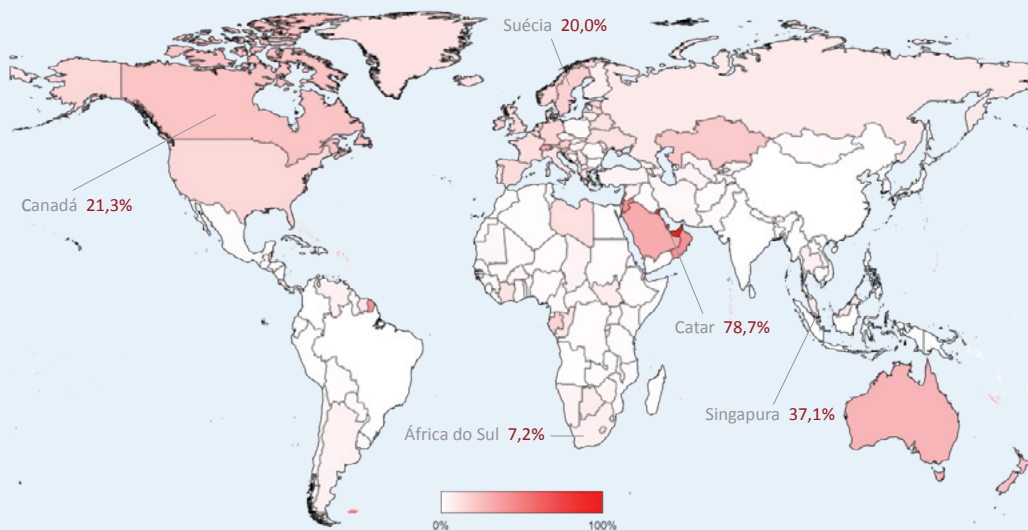 Suécia 20,0%
Canadá 21,3%
Catar 78,7%
Singapura 37,1%
África do Sul 7,2%
0% 100%